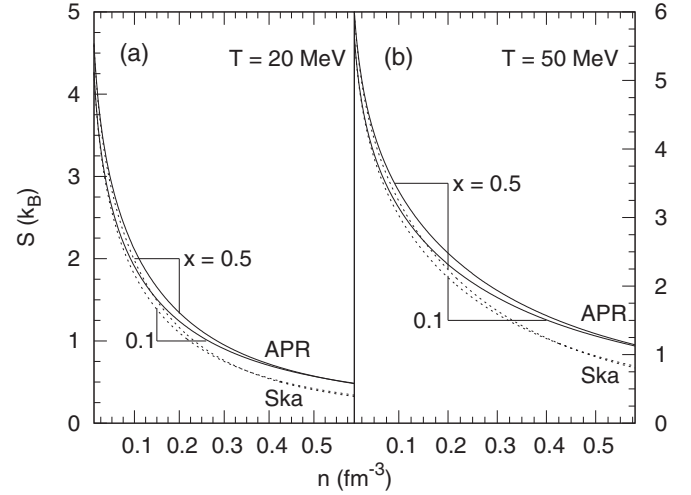 (a)
T = 20 MeV
(b)
T = 50 MeV
S (k_B)
5
4
3
2
1
0
6
5
4
3
2
1
0
x = 0.5
0.1
APR
Ska
x = 0.5
0.1
APR
Ska
0.1 0.2 0.3 0.4 0.5
0.1 0.2 0.3 0.4 0.5
n (fm⁻³)